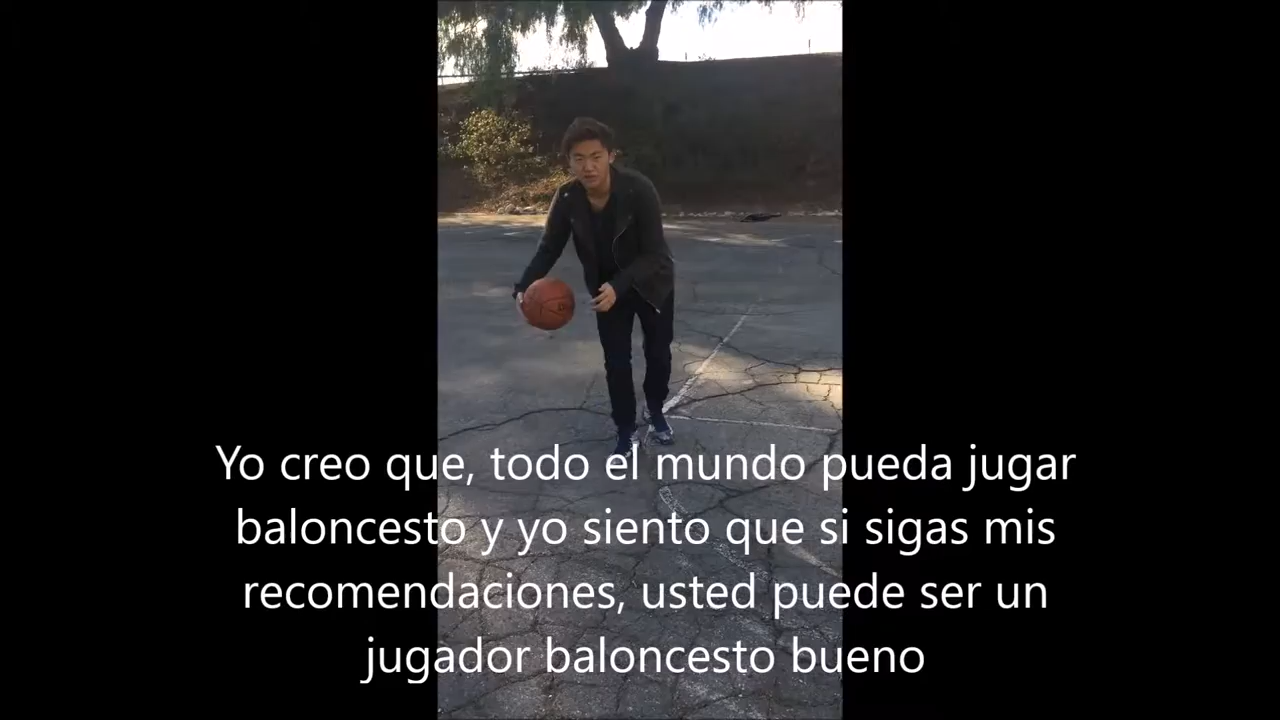 Yo creo que, todo el mundo pueda jugar
baloncesto y yo siento que si sigas mis
recomendaciones, usted puede ser un
jugador baloncesto bueno